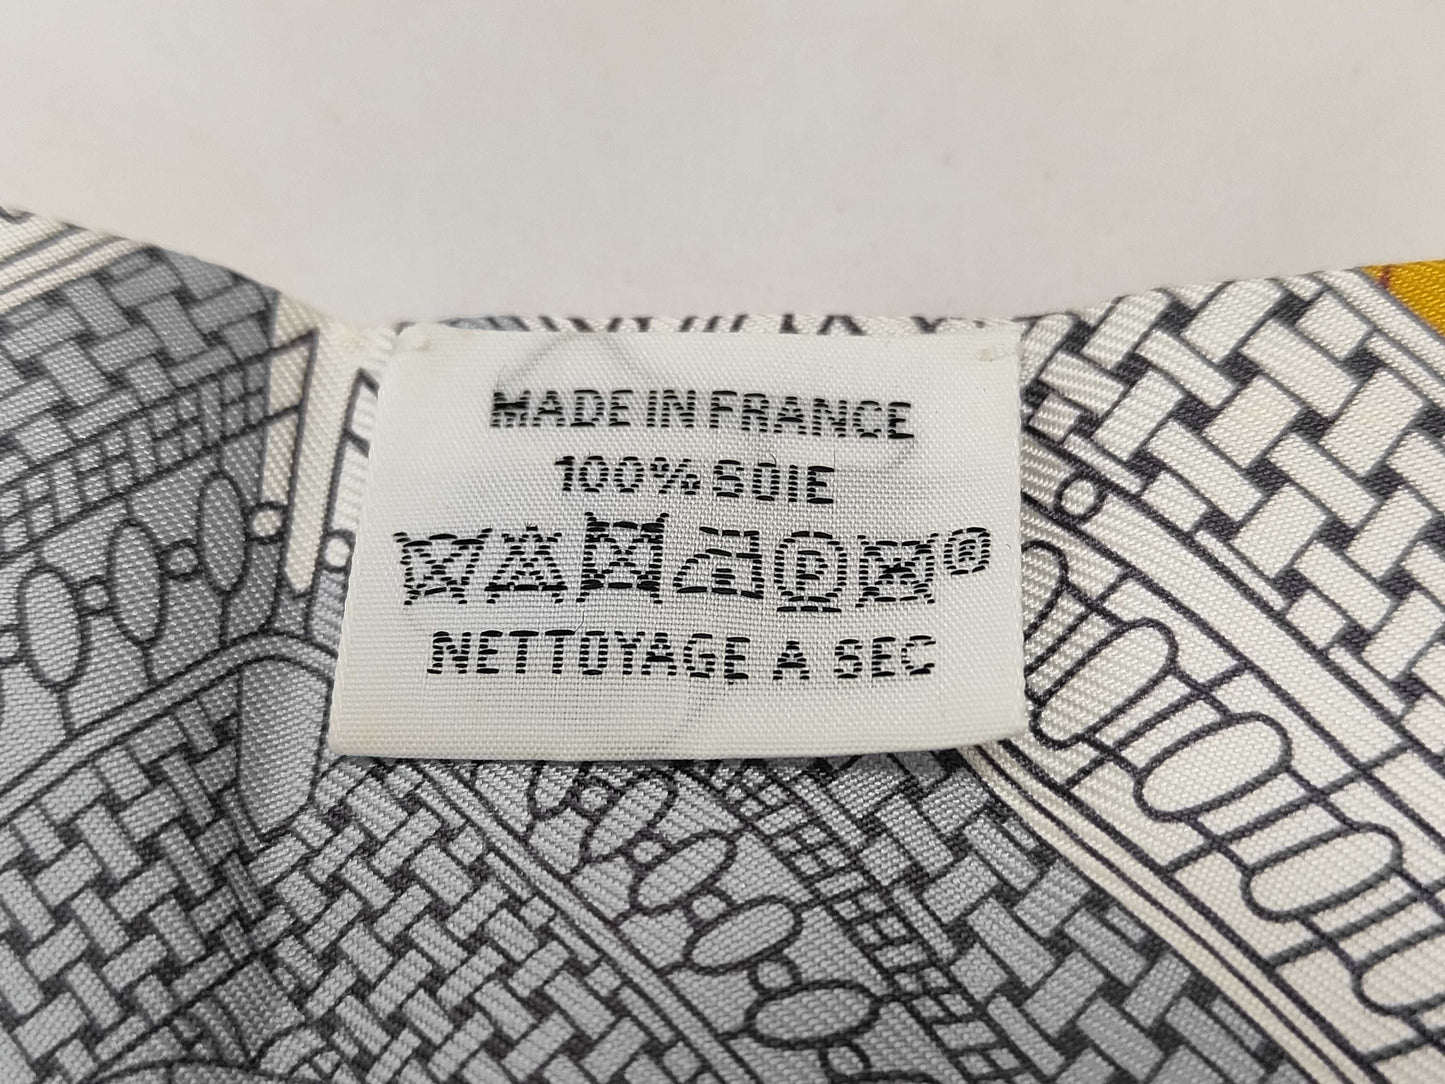 MADE IN FRANCE
100% SOIE
P ®
NETTOYAGE A SEC